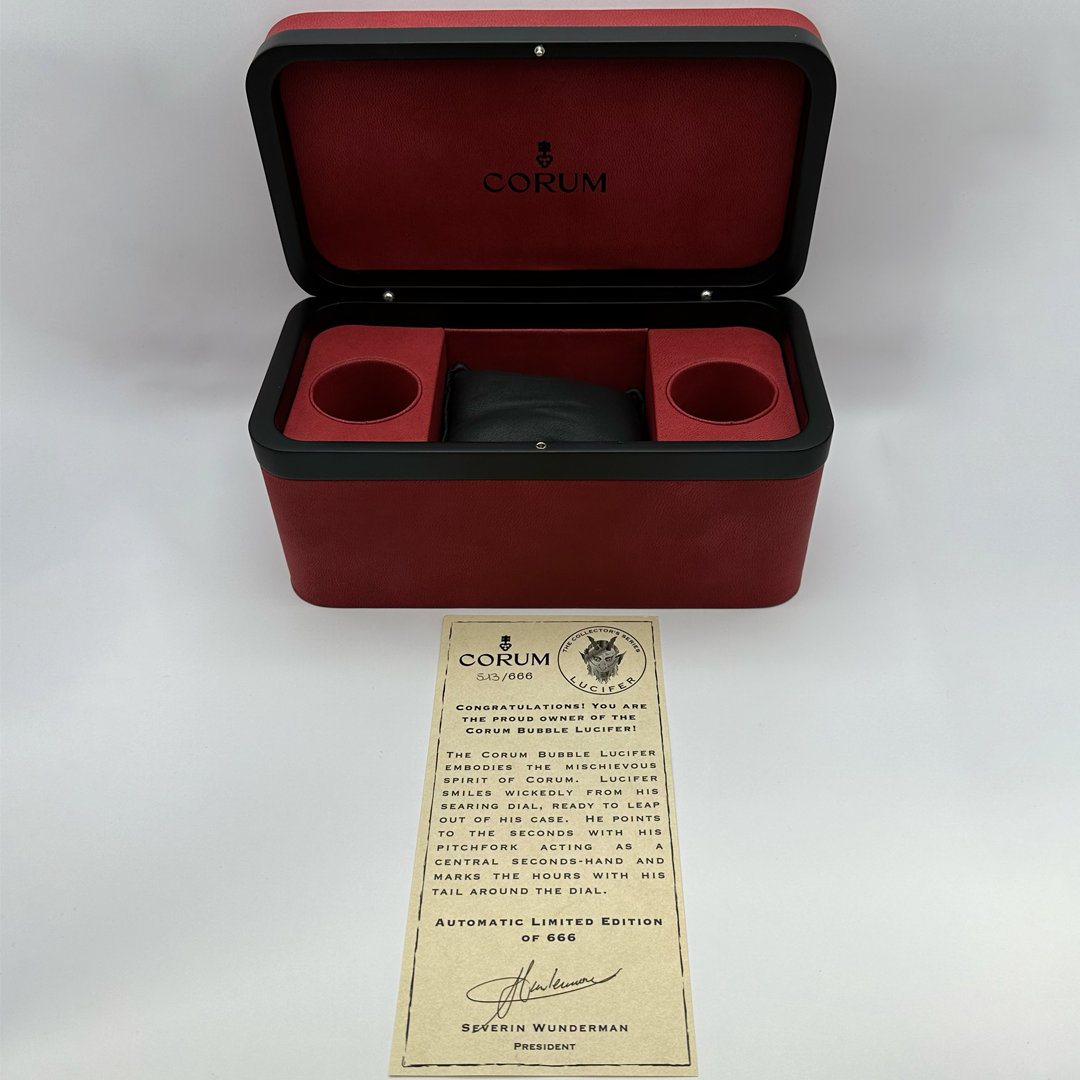 CORUM
CORUM
513/666
THE COLLECTOR'S SERIES
LUCIFER
CONGRATULATIONS! YOU ARE
THE PROUD OWNER OF THE
CORUM BUBBLE LUCIFER!
THE CORUM BUBBLE LUCIFER
EMBODIES THE MISCHIEVOUS
SPIRIT OF CORUM. LUCIFER
SMILES WICKEDLY FROM HIS
SEARING DIAL, READY TO LEAP
OUT OF HIS CASE. HE POINTS
TO THE SECONDS WITH HIS
PITCHFORK ACTING AS A
CENTRAL SECONDS-HAND AND
MARKS THE HOURS WITH HIS
TAIL AROUND THE DIAL.
AUTOMATIC LIMITED EDITION
OF 666
SEVERIN WUNDERMAN
PRESIDENT